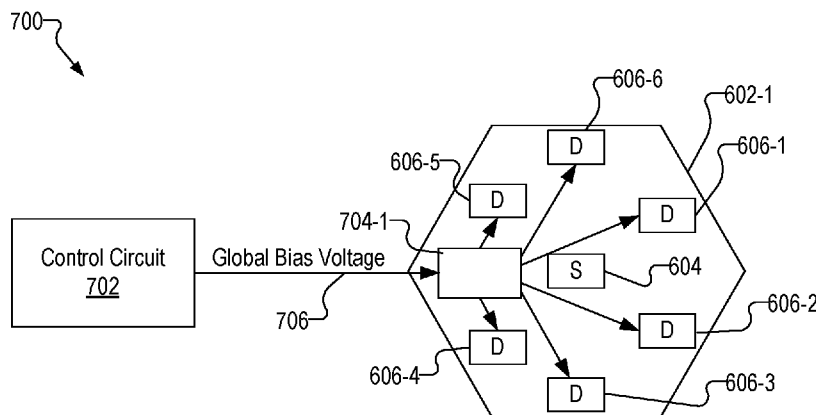 700
606-6
602-1
606-1
606-5
D
D
704-1
D
Control Circuit
702
Global Bias Voltage
S
604
706
D
606-2
D
606-4
D
606-3